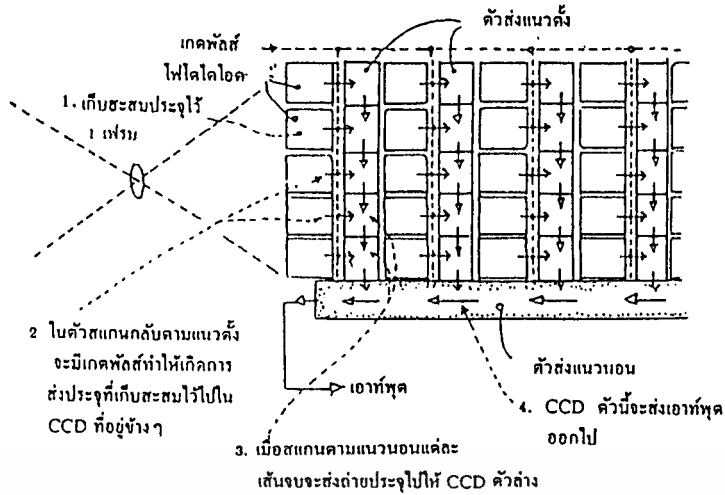 ตัวส่งแนวตั้ง
เกตพัลส์
โฟโตไดโอด
1. เก็บสะสมประจุไว้
1 เฟรม
2 ในตัวสแกนกลับตามแนวตั้ง
จะมีเกตพัลส์ทำให้เกิดการ
ส่งประจุที่เก็บสะสมไว้ไปใน
CCD ที่อยู่ข้างๆ
เอาท์พุต
ตัวส่งแนวนอน
4. CCD ตัวนี้จะส่งเอาท์พุต
ออกไป
3. เมื่อสแกนตามแนวนอนแต่ละ
เส้นจบจะส่งถ่ายประจุไปให้ CCD ตัวล่าง